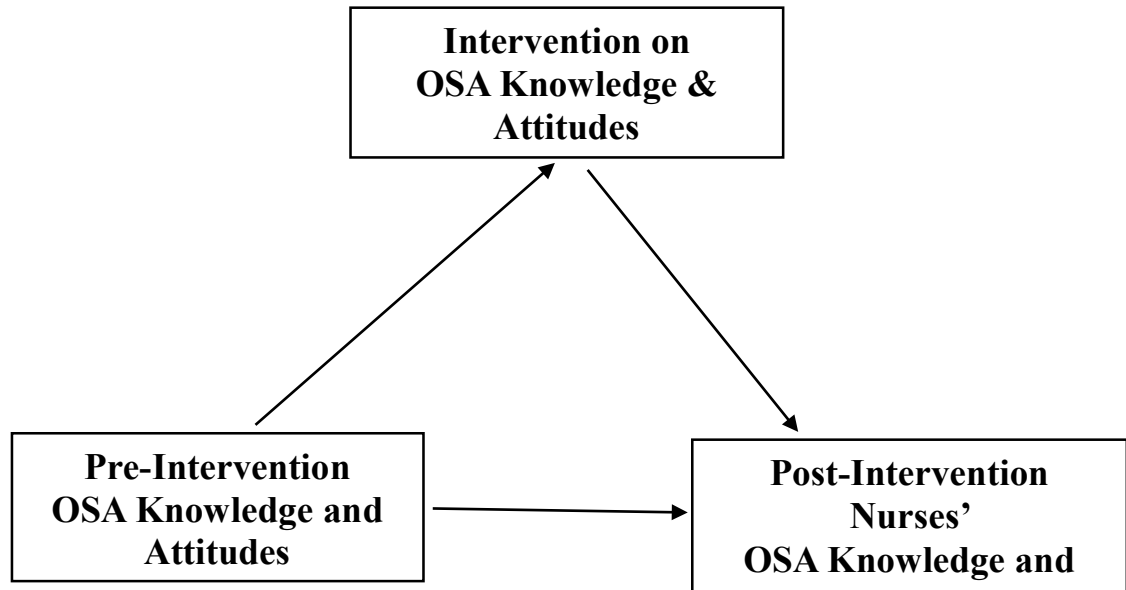 Intervention on
OSA Knowledge &
Attitudes
Pre-Intervention
OSA Knowledge and
Attitudes
Post-Intervention
Nurses’
OSA Knowledge and